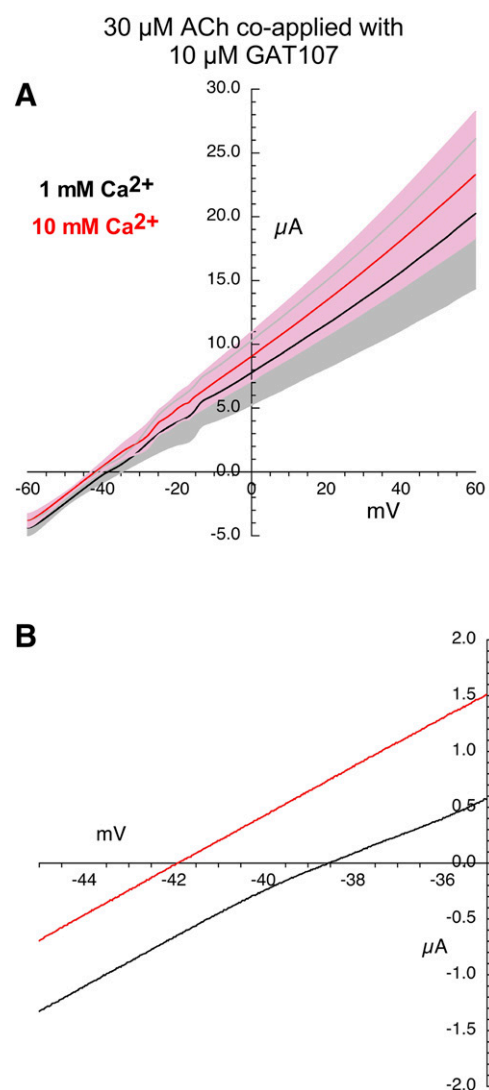 30 µM ACh co-applied with
10 µM GAT107
A
30.0
25.0
1 mM Ca2+
10 mM Ca2+
20.0
µA
15.0
10.0
5.0
0.0
-60 -40 -20 0 20 40 60
mV
-5.0
B
2.0
1.5
1.0
mV
0.5
0.0
-44 -42 -40 -38 -36
-0.5
µA
-1.0
-1.5
-2.0